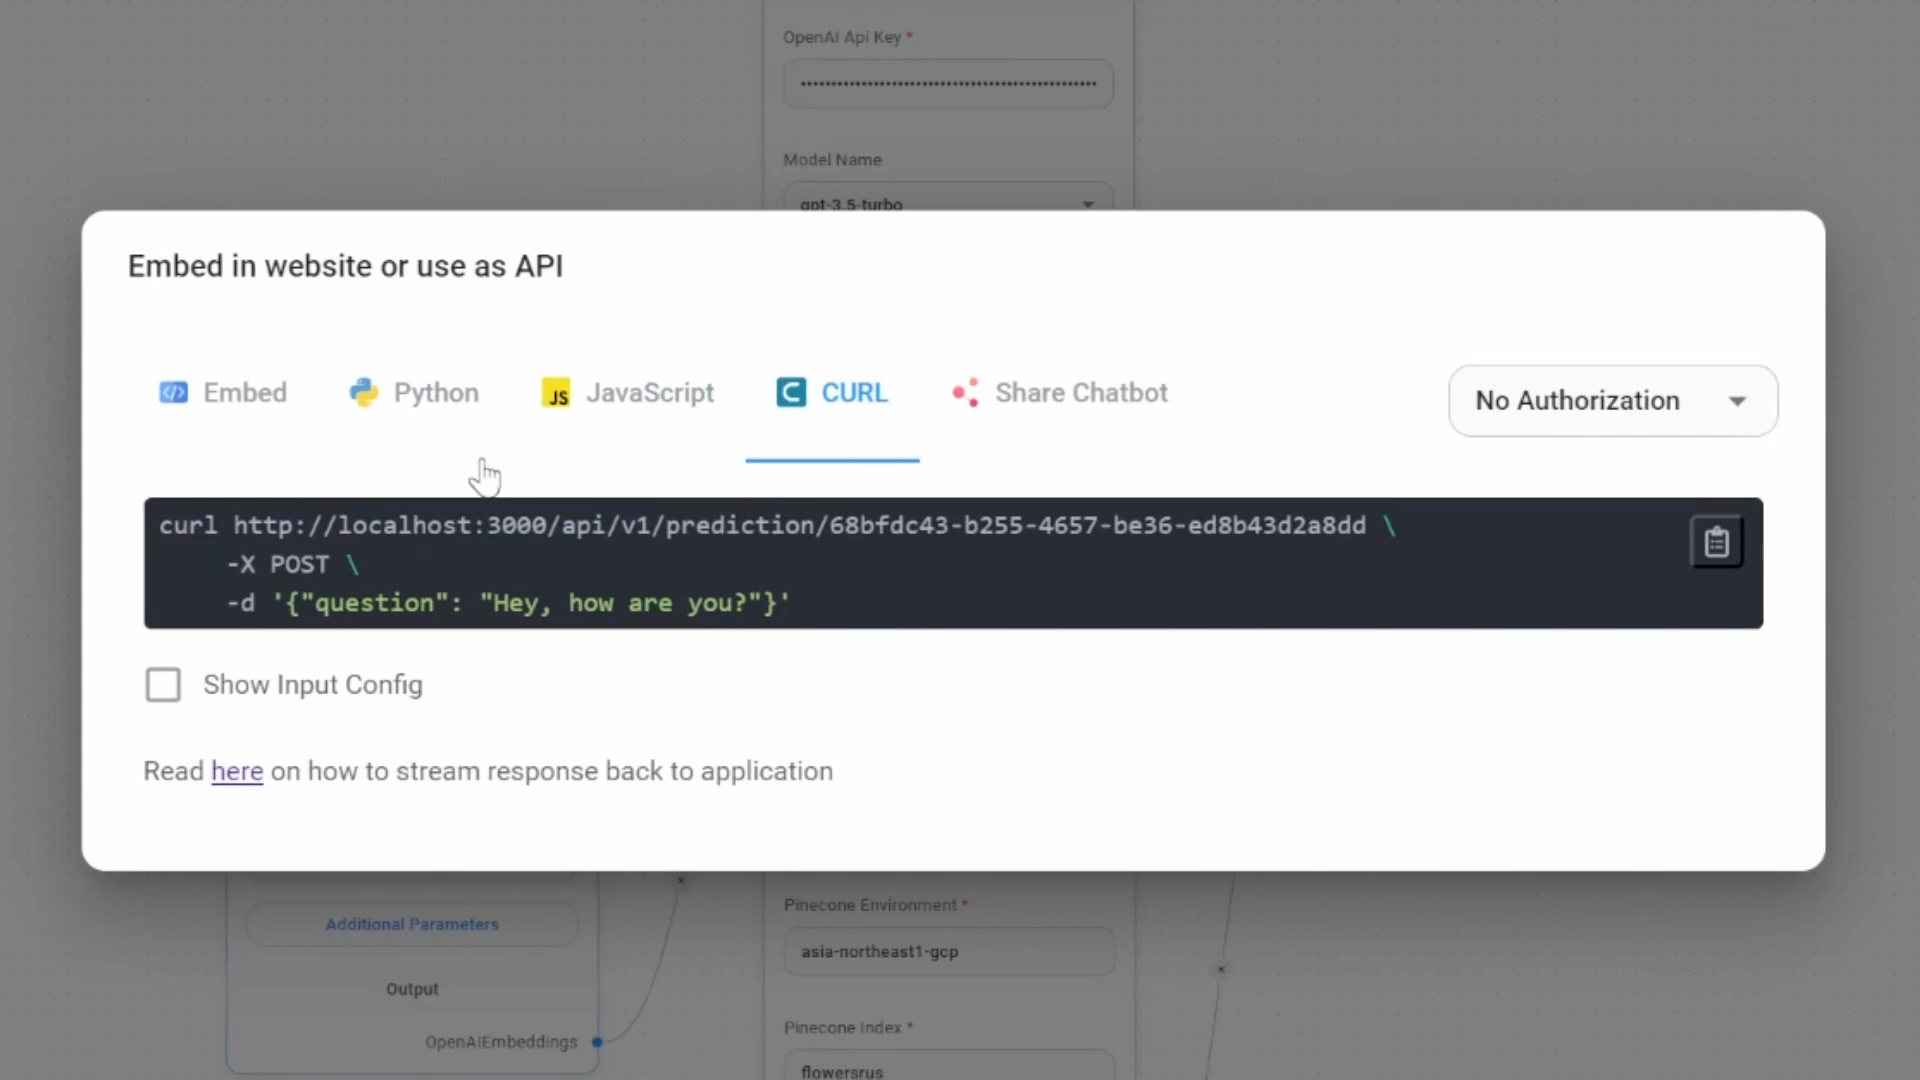 OpenAI Api Key *
••••••••••••••••••••••••••••••••••••••••••••••••••
Model Name
gpt-3.5-turbo
Embed in website or use as API
Embed
Python
JS JavaScript
C CURL
Share Chatbot
No Authorization
curl http://localhost:3000/api/v1/prediction/68bfdc43-b255-4657-be36-ed8b43d2a8dd \
-X POST \
-d '{"question": "Hey, how are you?"}'
Show Input Config
Read here on how to stream response back to application
Additional Parameters
Output
OpenAIEmbeddings
Pinecone Environment *
asia-northeast1-gcp
Pinecone Index *
flowersrus